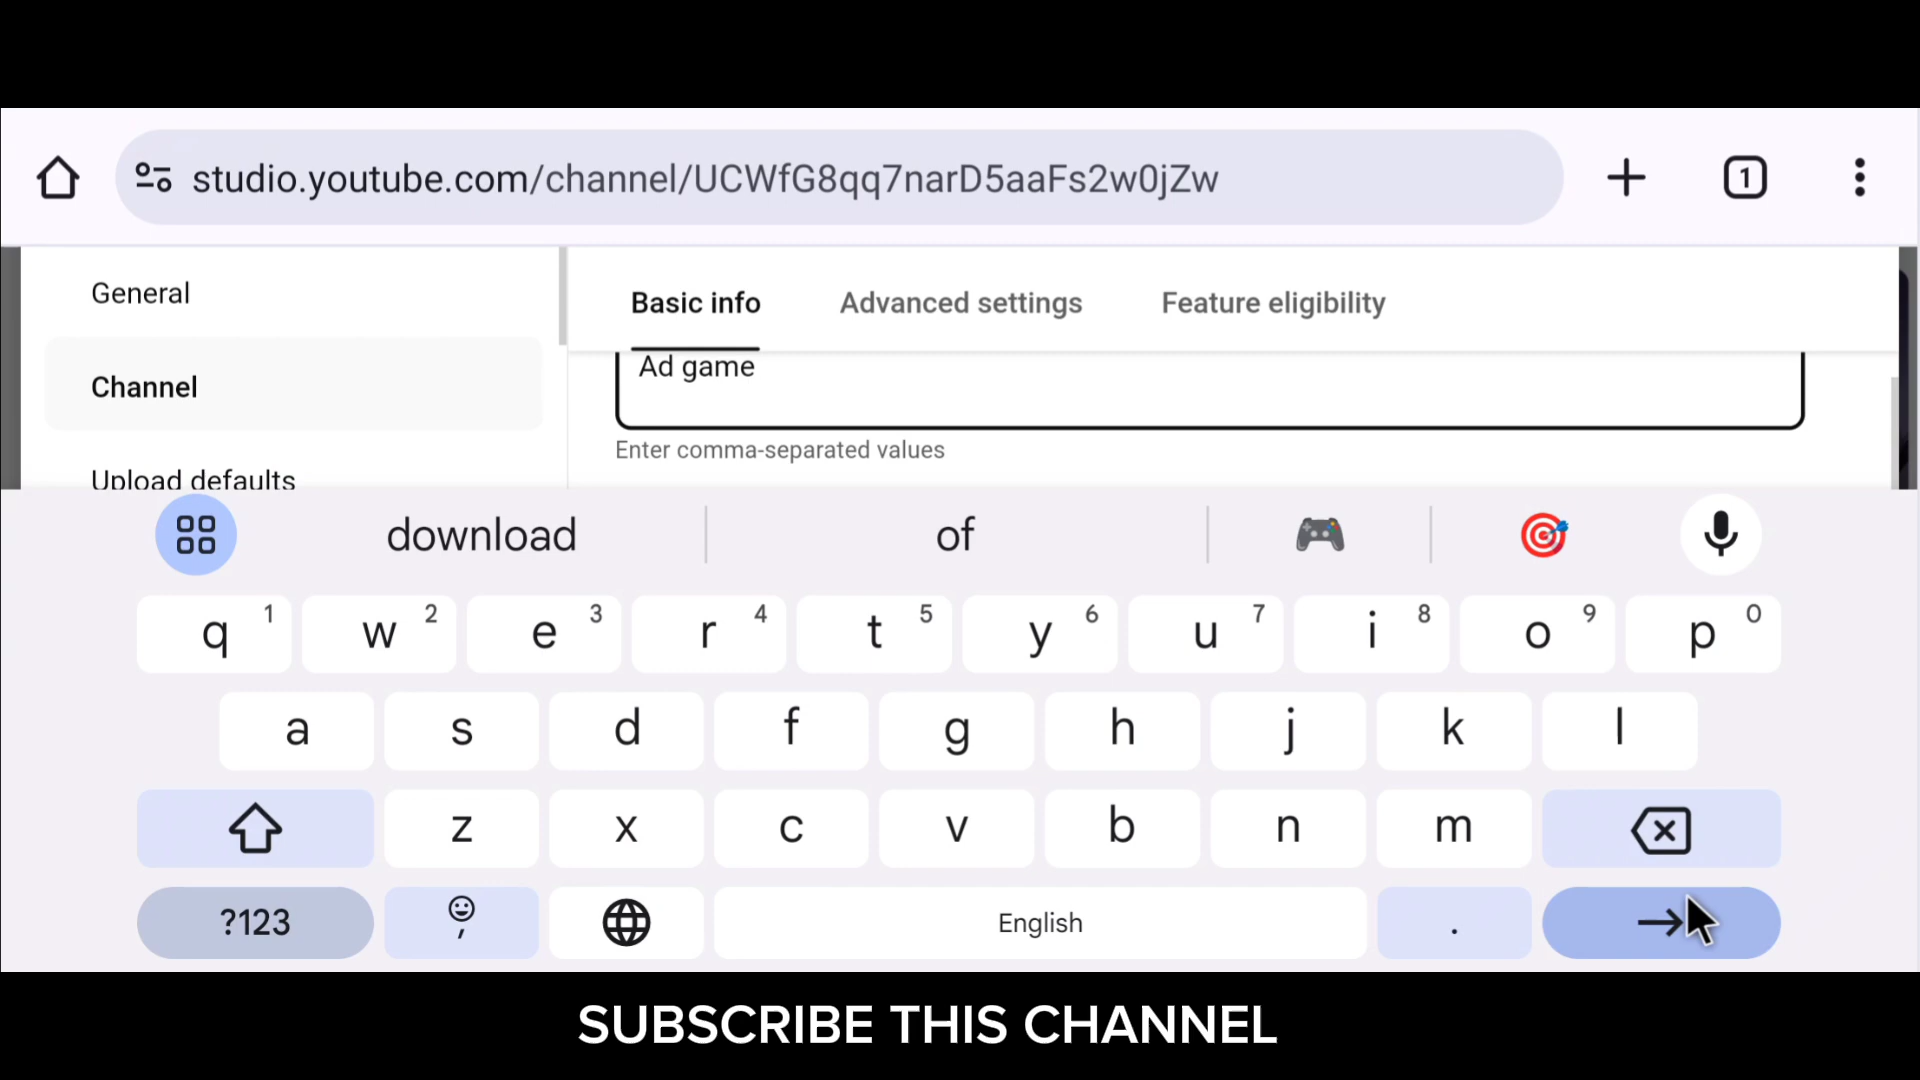 studio.youtube.com/channel/UCWfG8qq7narD5aaFs2w0jZw
1
General
Channel
Upload defaults
Basic info
Advanced settings
Feature eligibility
Ad game
Enter comma-separated values
download
of
q 1 w 2 e 3 r 4 t 5 y 6 u 7 i 8 o 9 p 0
a s d f g h j k l
z x c v b n m
?123 , English .
SUBSCRIBE THIS CHANNEL